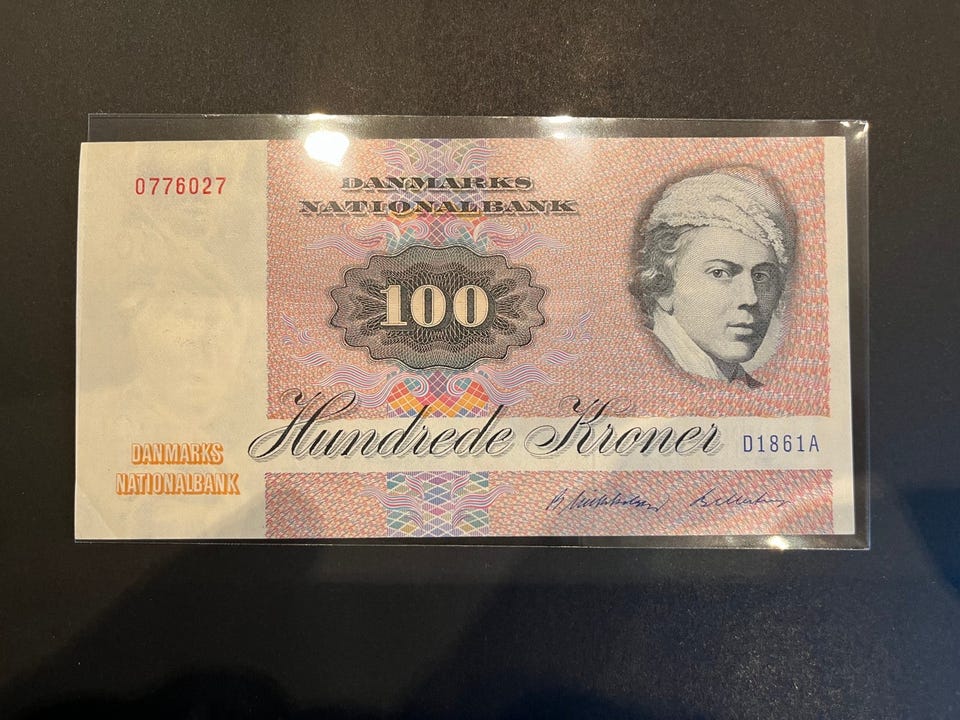 0776027
DANMARKS
NATIONALBANK
100
Hundrede Kroner
D1861A
DANMARKS
NATIONALBANK